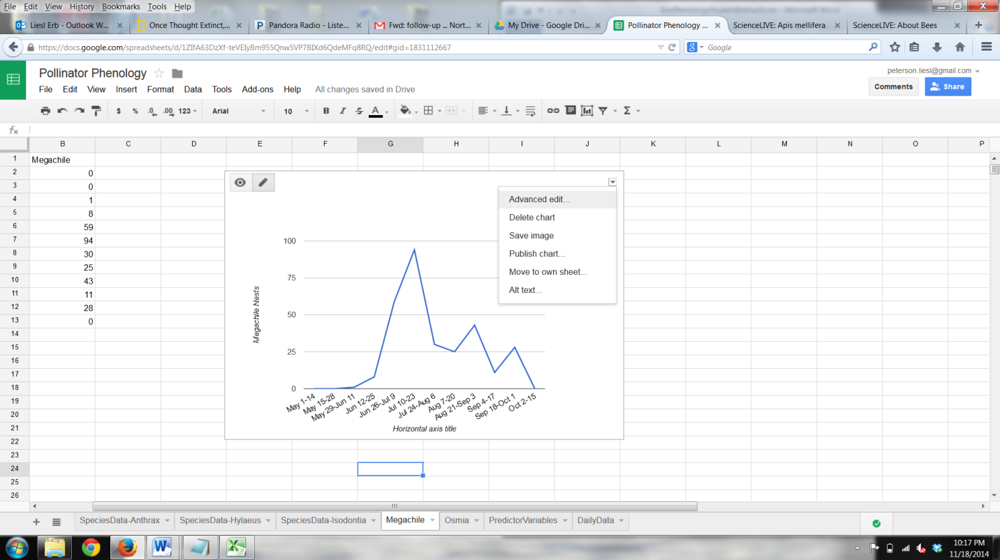 File Edit View History Bookmarks Tools Help
Liesl Erb - Outlook W... Once Thought Extinct,... Pandora Radio - Liste... Fwd: follow-up ... Nort... My Drive - Google Dri... Pollinator Phenology ... ScienceLIVE: Apis mellifera ScienceLIVE: About Bees
https://docs.google.com/spreadsheets/d/1ZIfA63DzXf-teVEIyBm955Qnw5VP7BIXd6QdeMFq8RQ/edit#gid=1831112667 Google
Pollinator Phenology peterson.liesl@gmail.com
File Edit View Insert Format Data Tools Add-ons Help All changes saved in Drive Comments Share
$ % .0 .00 123 Arial 10 B I S A Σ
fx
B C D E F G H I J K L M N O P
1 Megachile
2 0
3 0
4 1
5 8
6 59
7 94
8 30
9 25
10 43
11 11
12 28
13 0
14
15
16
17
18
19
20
21
22
23
24
25
26
Advanced edit...
Delete chart
Save image
Publish chart...
Move to own sheet...
Alt text...
100
75
50
25
0
Megachile Nests
May 1-14 May 15-28 May 29-Jun 11 Jun 12-25 Jun 26-Jul 9 Jul 10-23 Jul 24-Aug 6 Aug 7-20 Aug 21-Sep 3 Sep 4-17 Sep 18-Oct 1 Oct 2-15
Horizontal axis title
SpeciesData-Anthrax SpeciesData-Hylaeus SpeciesData-Isodontia Megachile Osmia PredictorVariables DailyData
10:17 PM
11/18/2014